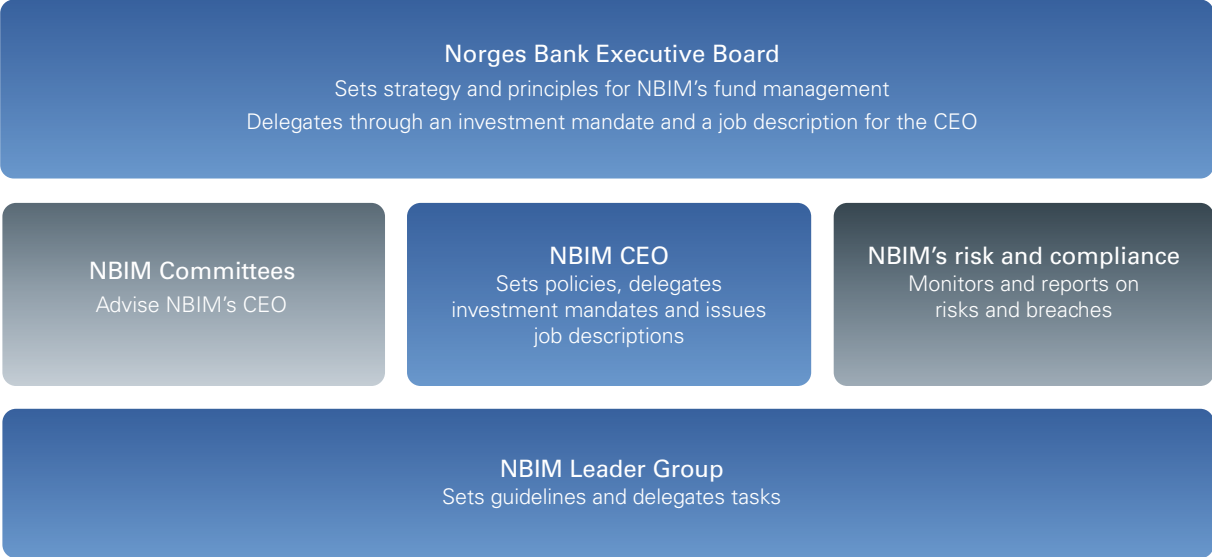 Norges Bank Executive Board
Sets strategy and principles for NBIM’s fund management
Delegates through an investment mandate and a job description for the CEO
NBIM Committees
Advise NBIM’s CEO
NBIM CEO
Sets policies, delegates
investment mandates and issues
job descriptions
NBIM’s risk and compliance
Monitors and reports on
risks and breaches
NBIM Leader Group
Sets guidelines and delegates tasks